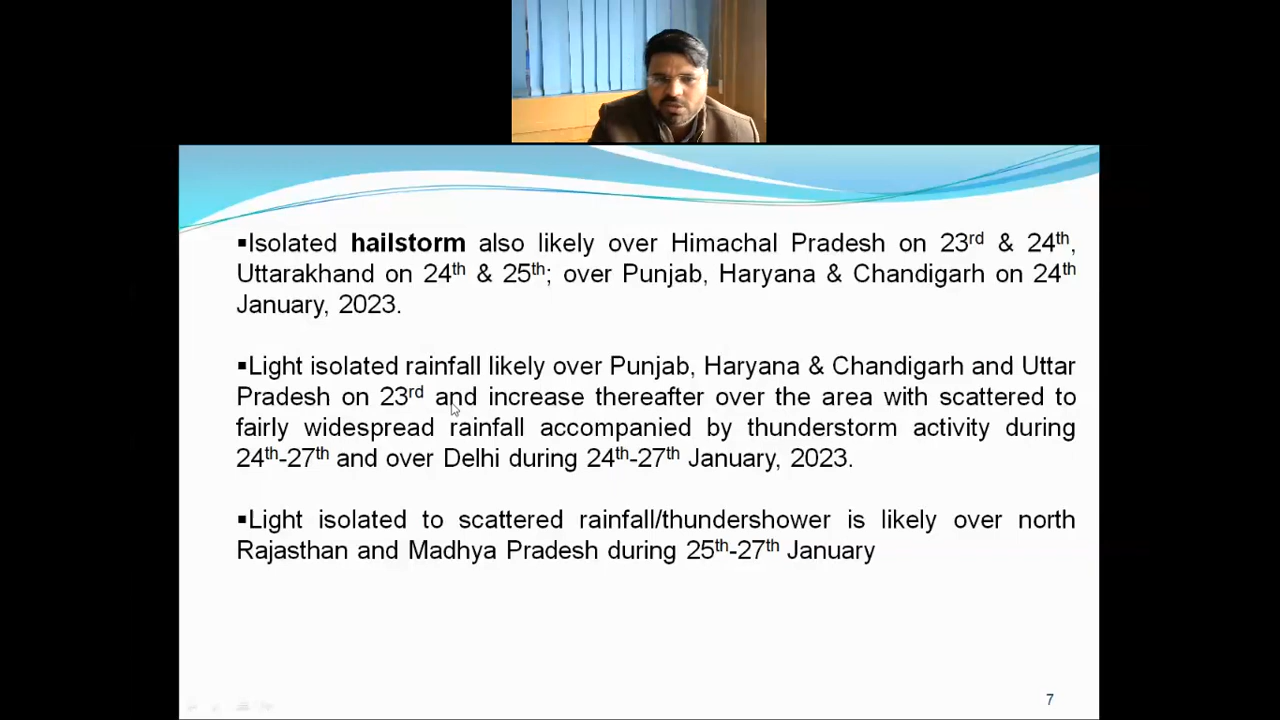 ▪Isolated hailstorm also likely over Himachal Pradesh on 23rd & 24th,
Uttarakhand on 24th & 25th; over Punjab, Haryana & Chandigarh on 24th
January, 2023.
▪Light isolated rainfall likely over Punjab, Haryana & Chandigarh and Uttar
Pradesh on 23rd and increase thereafter over the area with scattered to
fairly widespread rainfall accompanied by thunderstorm activity during
24th-27th and over Delhi during 24th-27th January, 2023.
▪Light isolated to scattered rainfall/thundershower is likely over north
Rajasthan and Madhya Pradesh during 25th-27th January
7